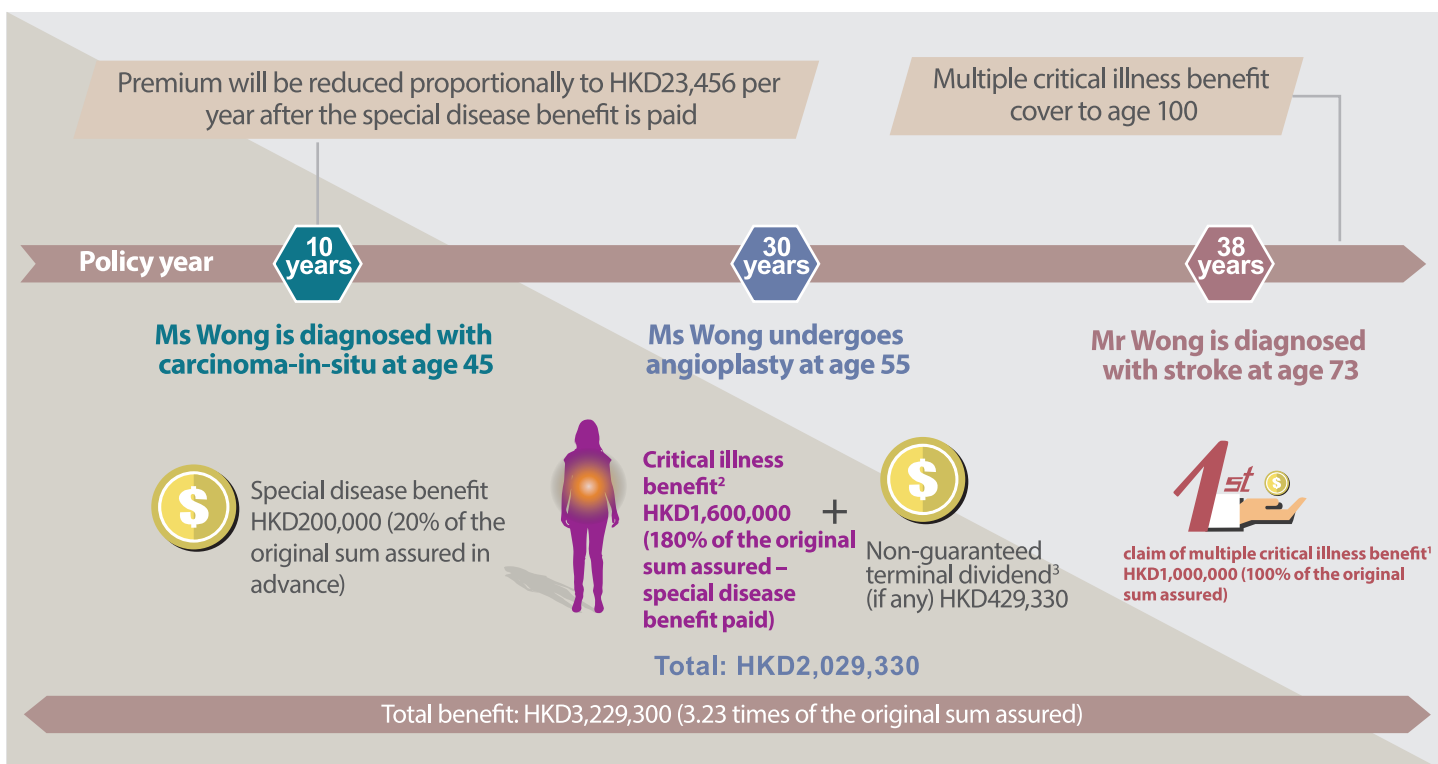 Premium will be reduced proportionally to HKD23,456 per
year after the special disease benefit is paid
Multiple critical illness benefit
cover to age 100
Policy year
10
years
30
years
38
years
Ms Wong is diagnosed with
carcinoma-in-situ at age 45
Ms Wong undergoes
angioplasty at age 55
Mr Wong is diagnosed
with stroke at age 73
$
Special disease benefit
HKD200,000 (20% of the
original sum assured in
advance)
Critical illness
benefit²
HKD1,600,000
(180% of the original
sum assured –
special disease
benefit paid)
+
$
Non-guaranteed
terminal dividend³
(if any) HKD429,330
1st
$
claim of multiple critical illness benefit¹
HKD1,000,000 (100% of the original
sum assured)
Total: HKD2,029,330
Total benefit: HKD3,229,300 (3.23 times of the original sum assured)